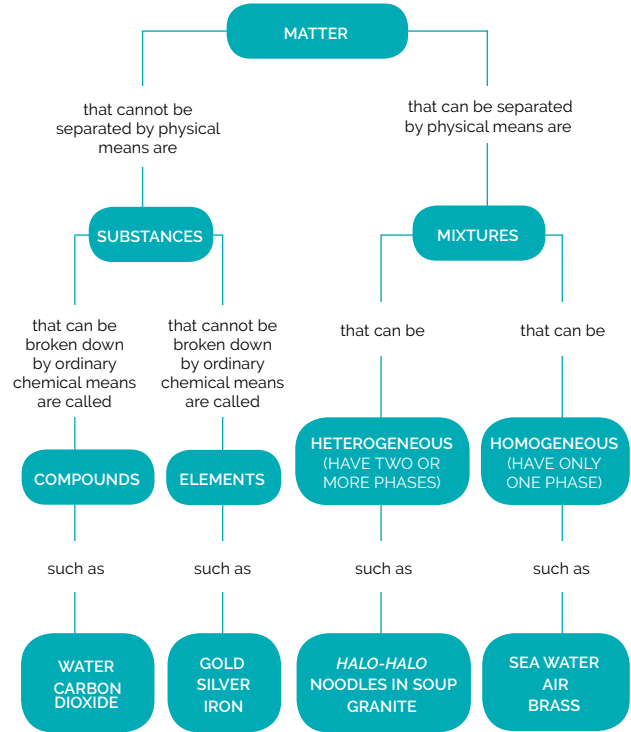 MATTER
that cannot be
separated by physical
means are
that can be separated
by physical means are
SUBSTANCES
MIXTURES
that can be
broken down
by ordinary
chemical means
are called
that cannot be
broken down
by ordinary
chemical means
are called
that can be
that can be
COMPOUNDS
ELEMENTS
HETEROGENEOUS
(HAVE TWO OR
MORE PHASES)
HOMOGENEOUS
(HAVE ONLY
ONE PHASE)
such as
such as
such as
such as
WATER
CARBON
DIOXIDE
GOLD
SILVER
IRON
HALO-HALO
NOODLES IN SOUP
GRANITE
SEA WATER
AIR
BRASS